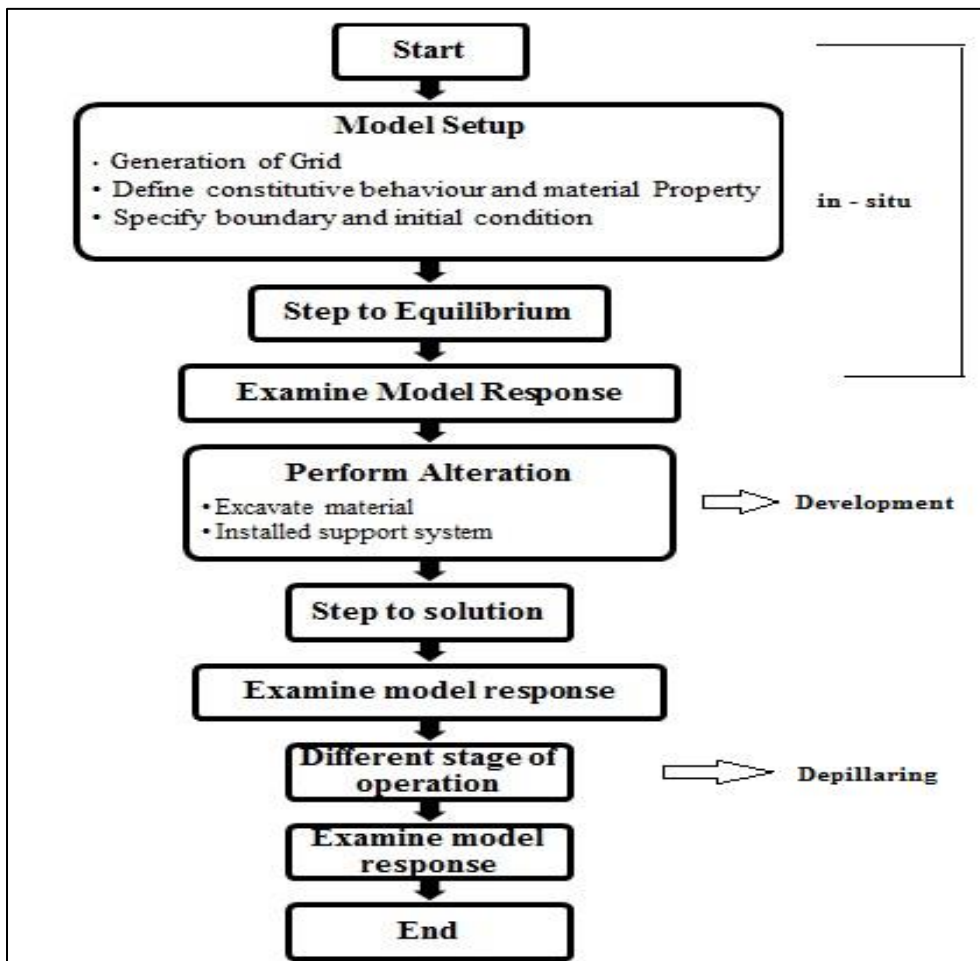 Start
Model Setup
· Generation of Grid
• Define constitutive behaviour and material Property
• Specify boundary and initial condition
in - situ
Step to Equilibrium
Examine Model Response
Perform Alteration
• Excavate material
• Installed support system
Development
Step to solution
Examine model response
Different stage of
operation
Depillaring
Examine model
response
End